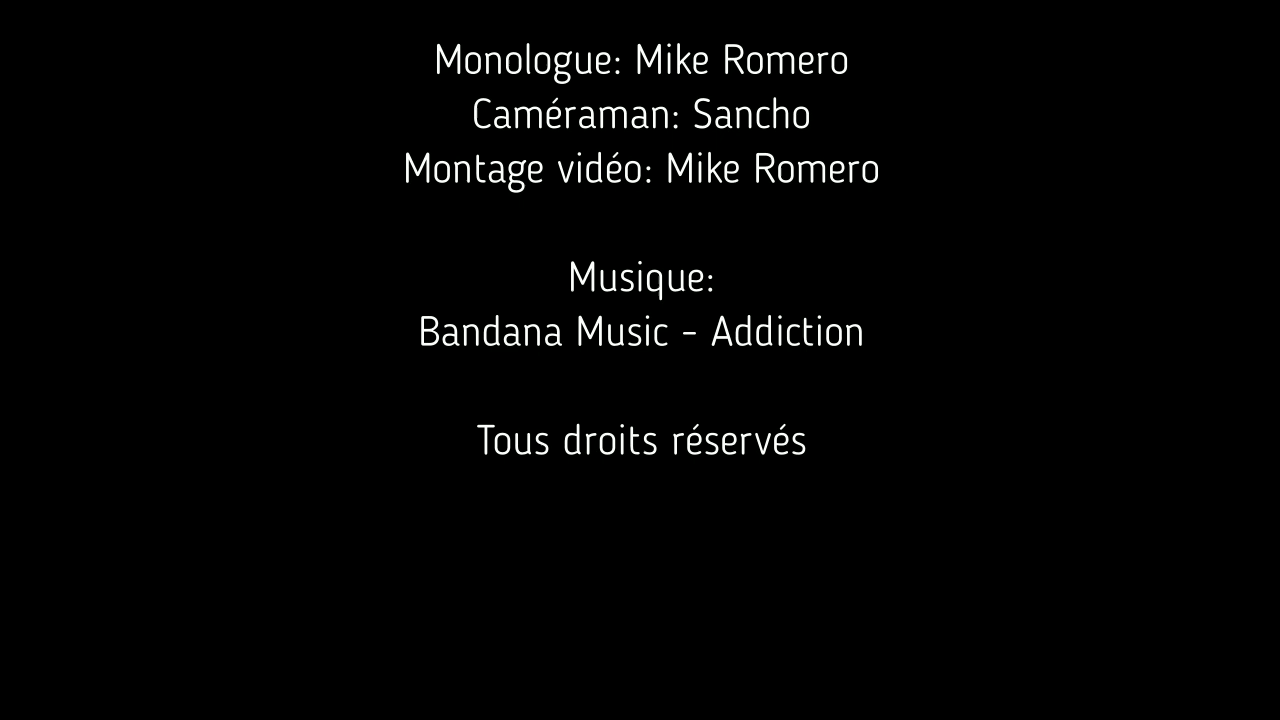 Monologue: Mike Romero
Caméraman: Sancho
Montage vidéo: Mike Romero
Musique:
Bandana Music - Addiction
Tous droits réservés